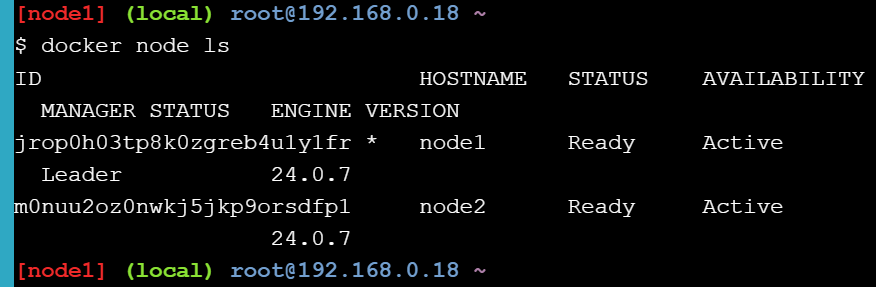 [node1] (local) root@192.168.0.18 ~
$ docker node ls
ID                            HOSTNAME   STATUS    AVAILABILITY
  MANAGER STATUS   ENGINE VERSION
jrop0h03tp8k0zgreb4u1y1fr *   node1      Ready     Active
  Leader           24.0.7
m0nuu2oz0nwkj5jkp9orsdfp1     node2      Ready     Active
                   24.0.7
[node1] (local) root@192.168.0.18 ~